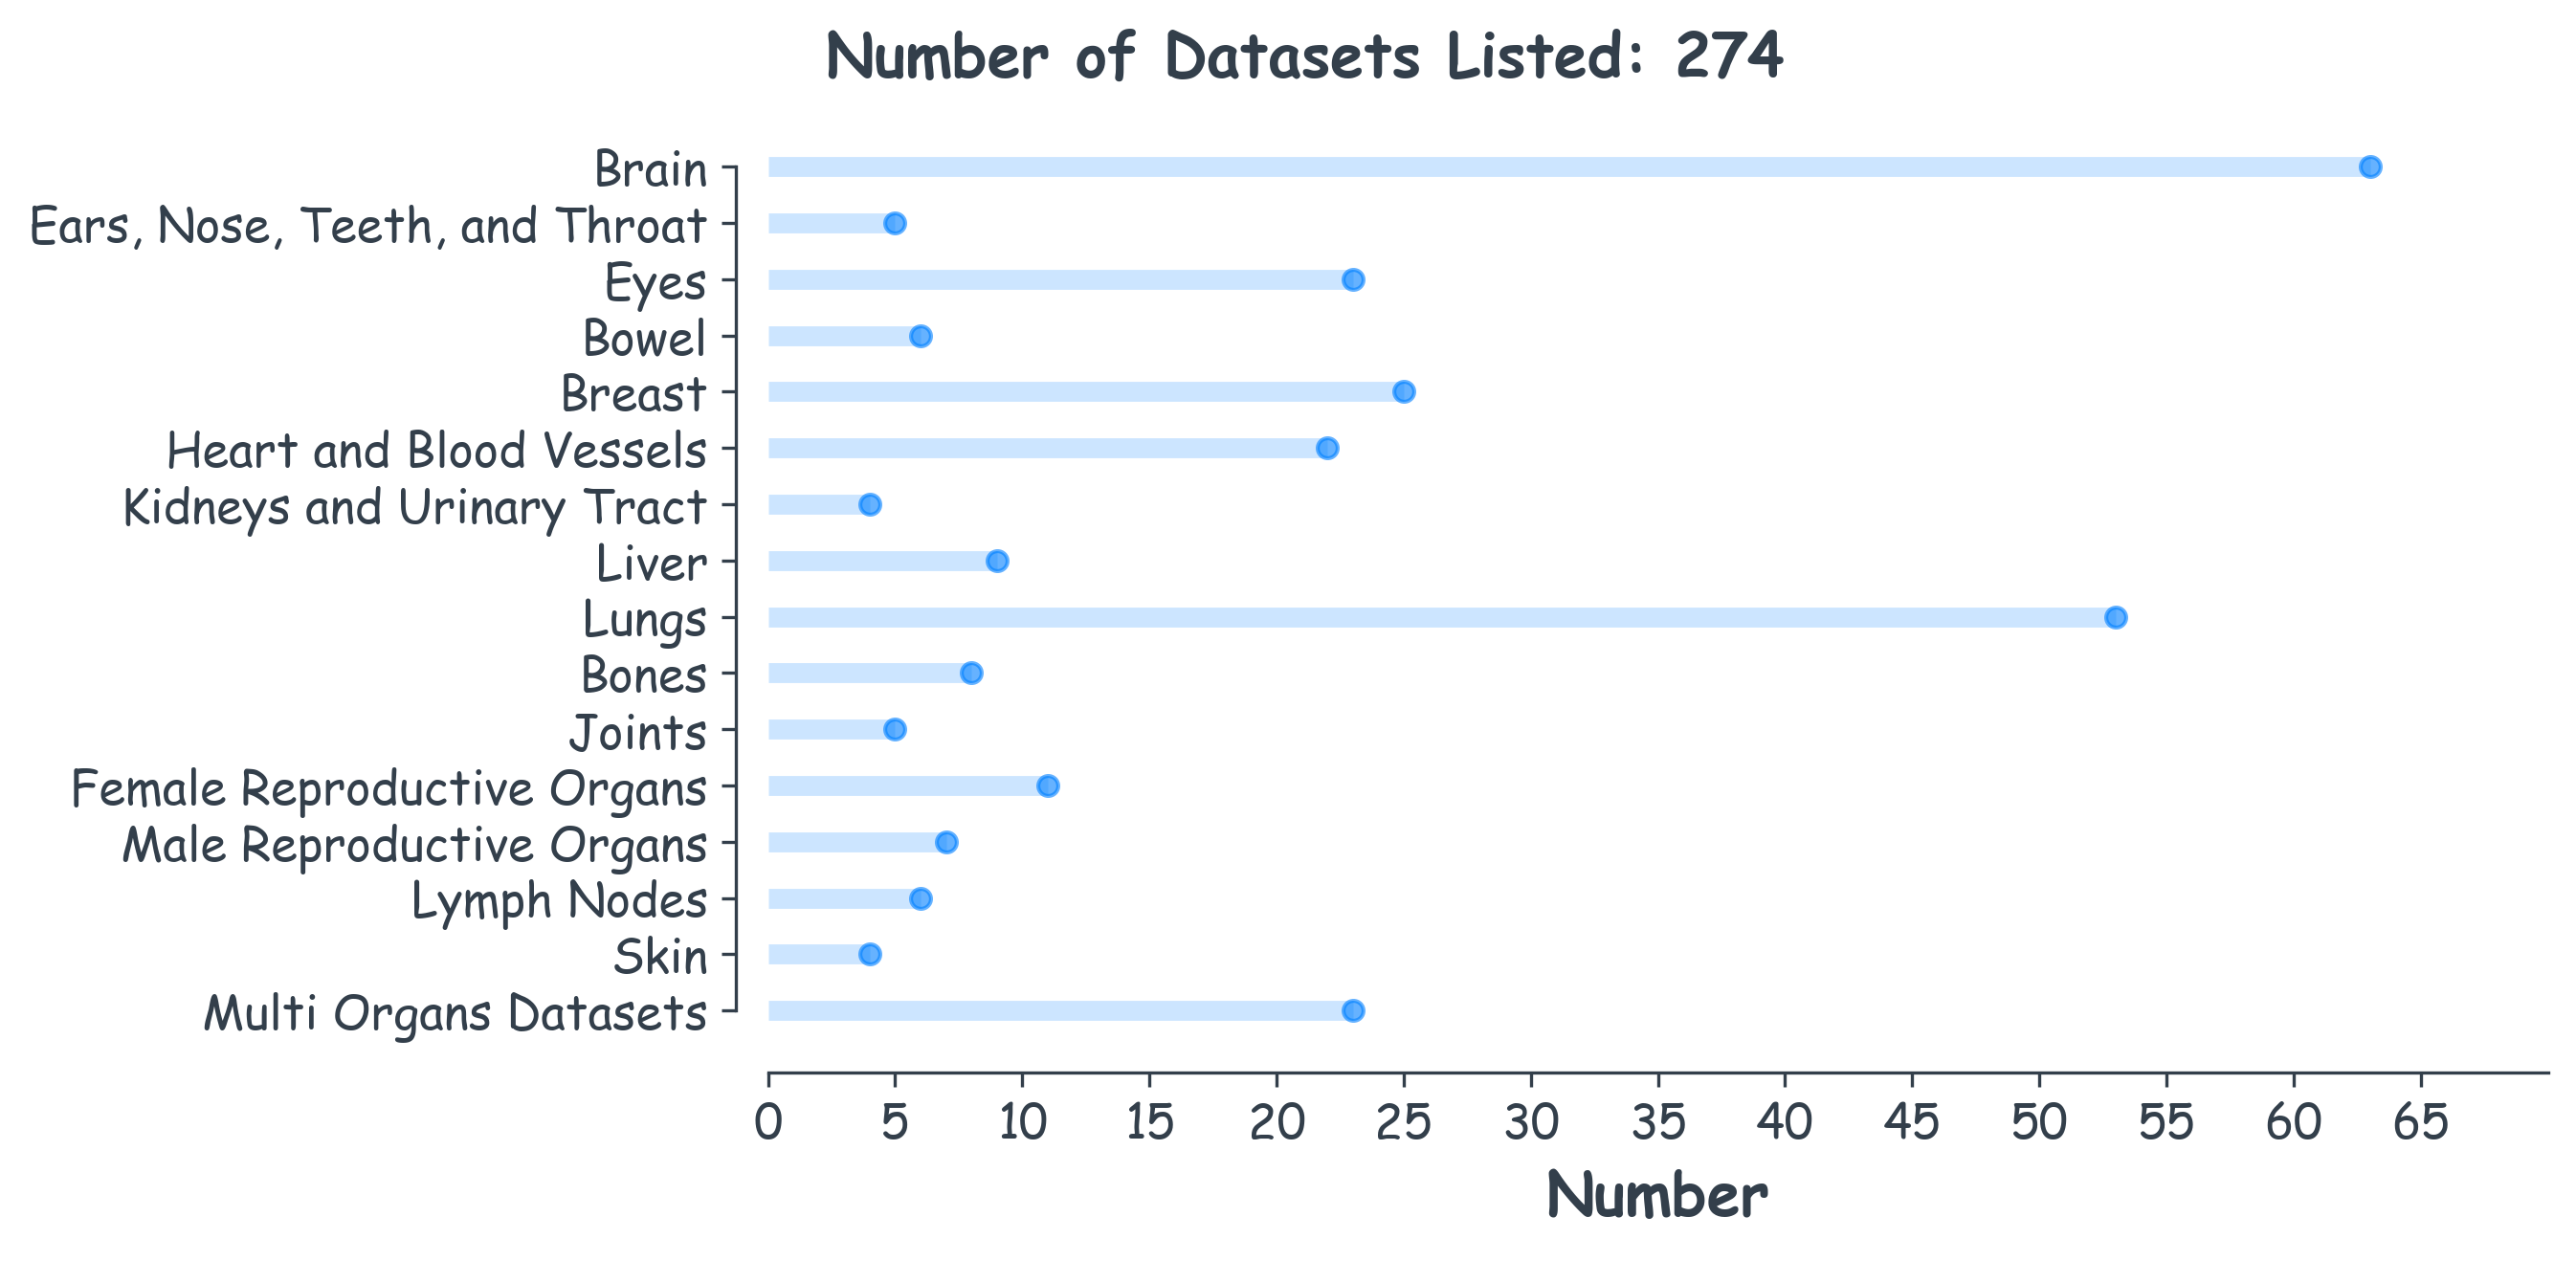 Number of Datasets Listed: 274
Brain
Ears, Nose, Teeth, and Throat
Eyes
Bowel
Breast
Heart and Blood Vessels
Kidneys and Urinary Tract
Liver
Lungs
Bones
Joints
Female Reproductive Organs
Male Reproductive Organs
Lymph Nodes
Skin
Multi Organs Datasets
0 5 10 15 20 25 30 35 40 45 50 55 60 65
Number